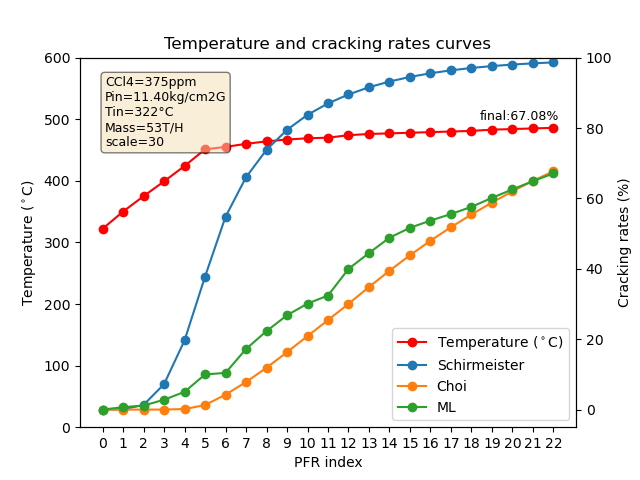 Temperature and cracking rates curves
CCl4=375ppm
Pin=11.40kg/cm2G
Tin=322°C
Mass=53T/H
scale=30
final:67.08%
600
500
400
300
200
100
0
Temperature (°C)
100
80
60
40
20
0
Cracking rates (%)
Temperature (°C)
Schirmeister
Choi
ML
0 1 2 3 4 5 6 7 8 9 10 11 12 13 14 15 16 17 18 19 20 21 22
PFR index